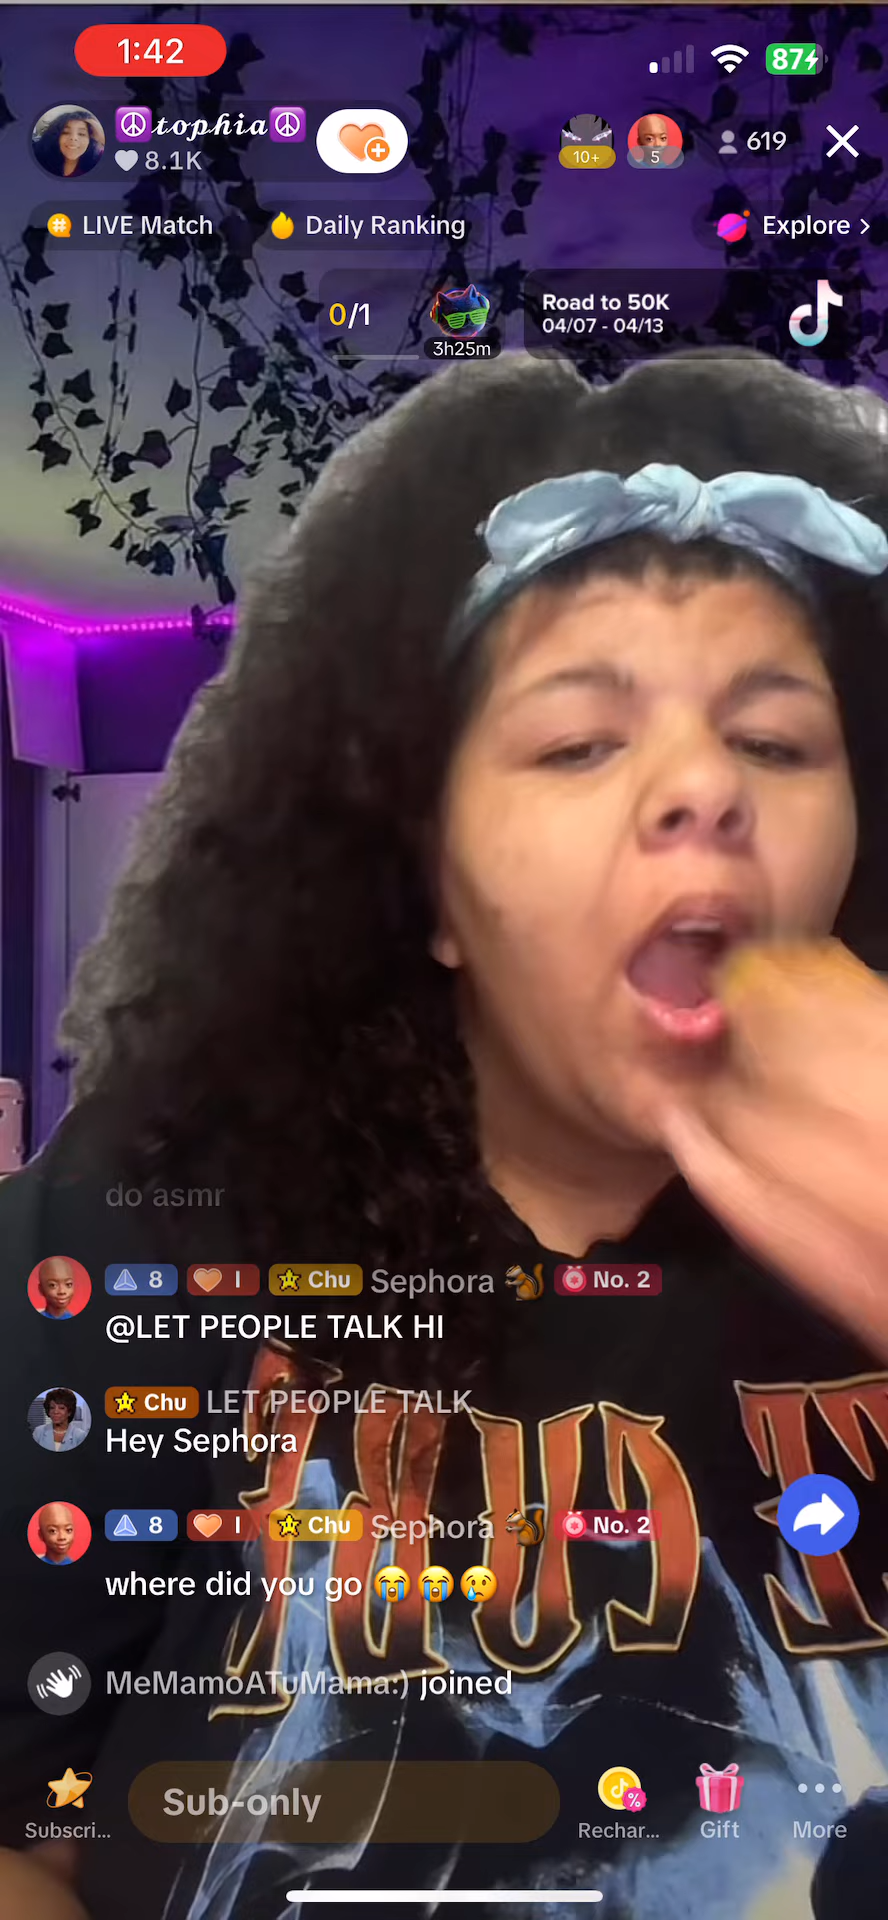 1:42
87
☮️𝓽𝓸𝓹𝓱𝓲𝓪☮️
8.1K
10+
5
619
LIVE Match
Daily Ranking
Explore >
0/1
3h25m
Road to 50K
04/07 - 04/13
do asmr
8 I Chu Sephora 🐿️ No. 2
@LET PEOPLE TALK HI
Chu LET PEOPLE TALK
Hey Sephora
8 I Chu Sephora 🐿️ No. 2
where did you go 😭😭😢
MeMamoATuMama:) joined
Sub-only
Subscri...
Rechar...
Gift
More